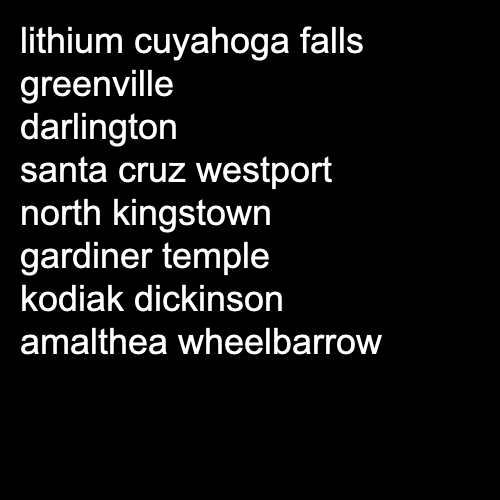 lithium cuyahoga falls
greenville
darlington
santa cruz westport
north kingstown
gardiner temple
kodiak dickinson
amalthea wheelbarrow